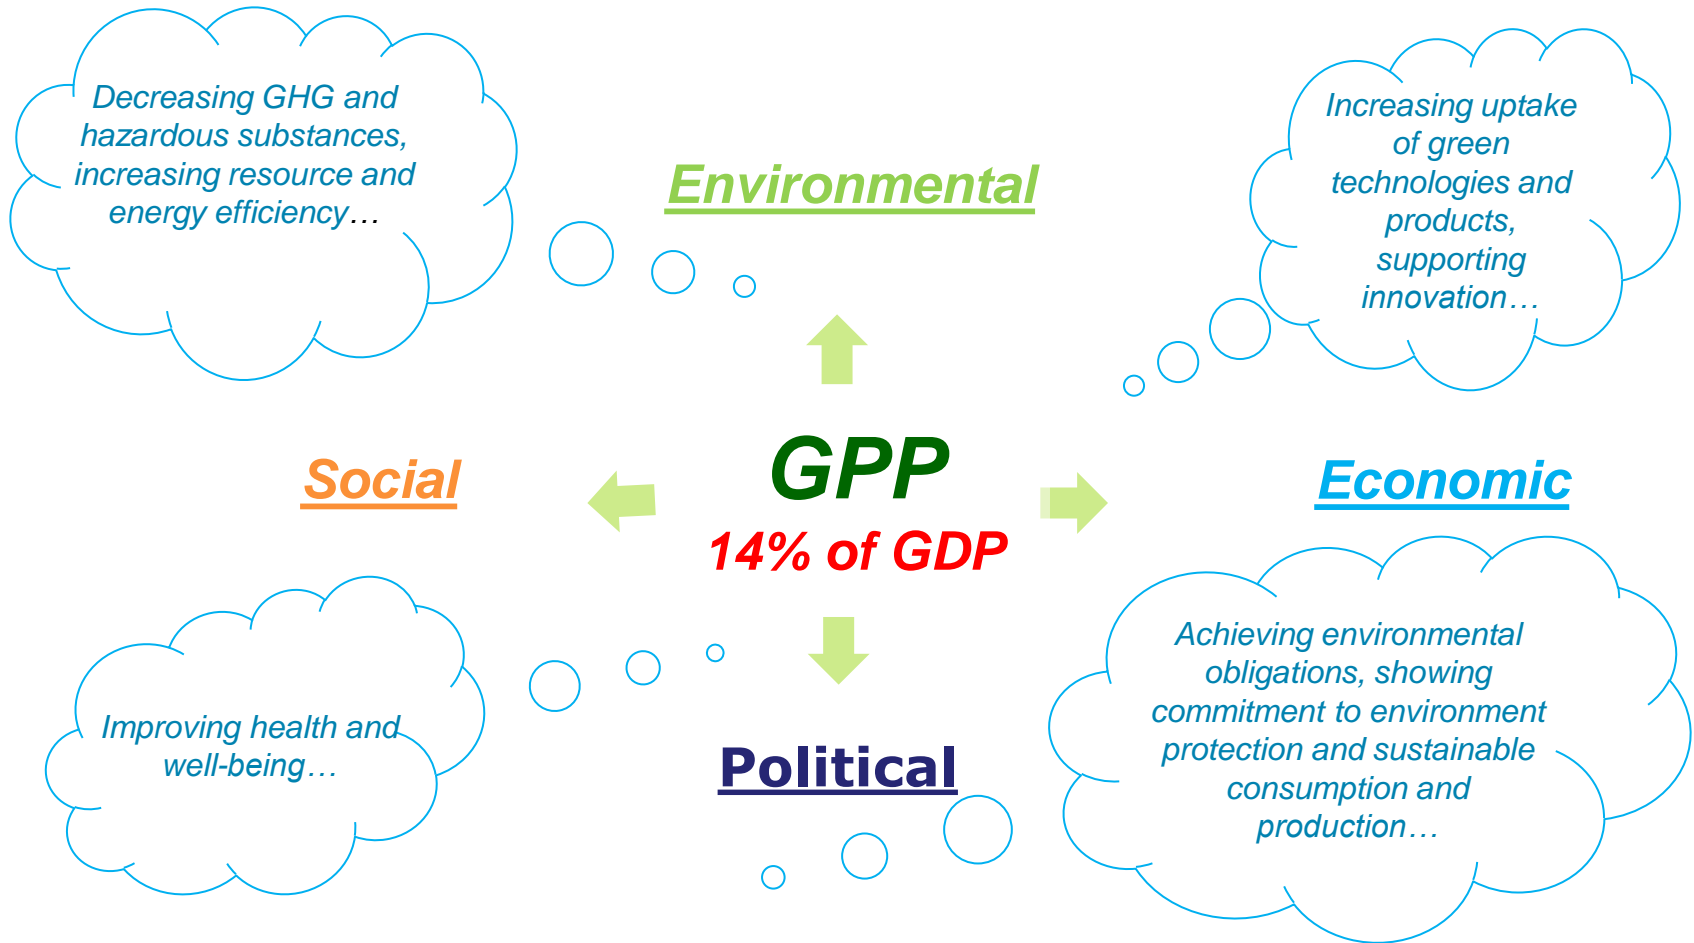 Decreasing GHG and
hazardous substances,
increasing resource and
energy efficiency…
Environmental
Increasing uptake
of green
technologies and
products,
supporting
innovation…
Social
GPP
14% of GDP
Economic
Improving health and
well-being…
Political
Achieving environmental
obligations, showing
commitment to environment
protection and sustainable
consumption and
production…